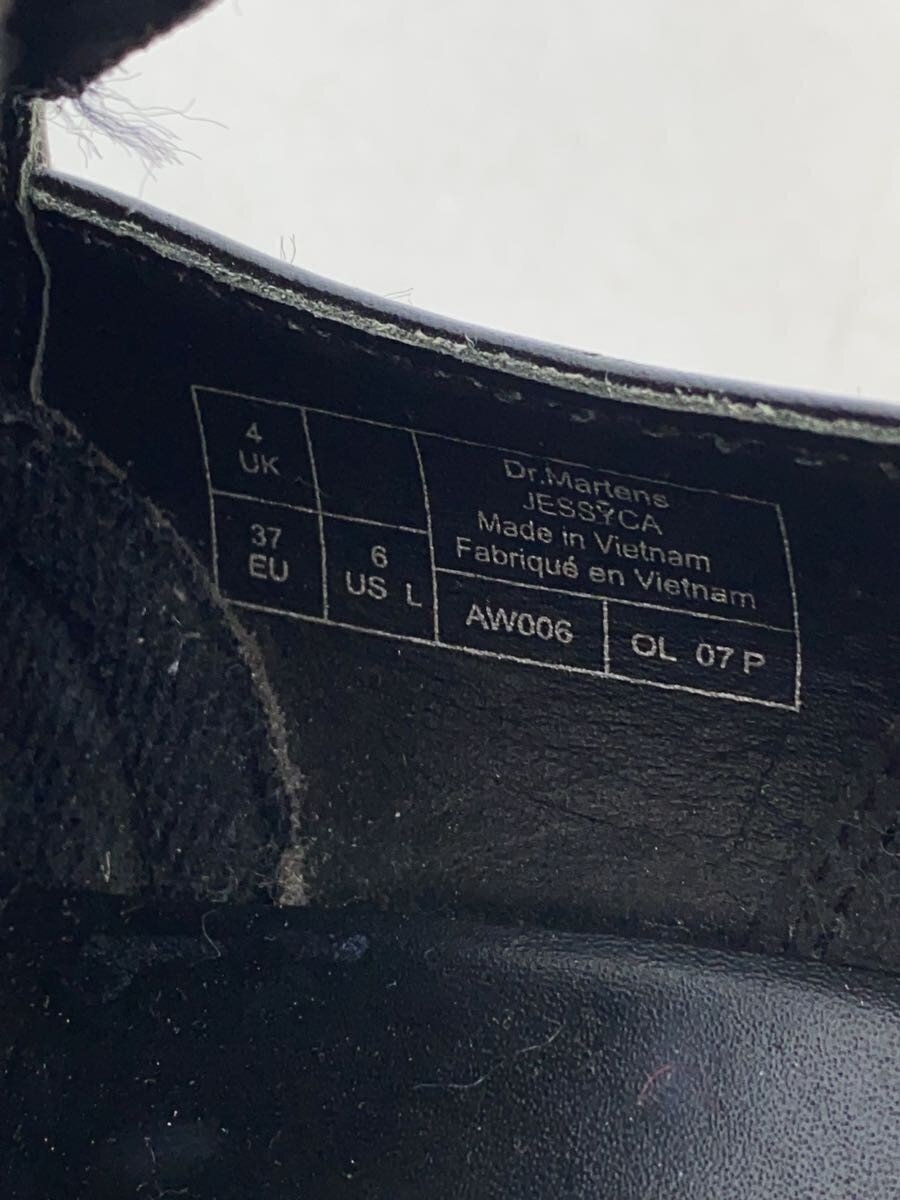 4
UK
37
EU
6
US L
Dr.Martens
JESSYCA
Made in Vietnam
Fabriqué en Vietnam
AW006
OL 07 P